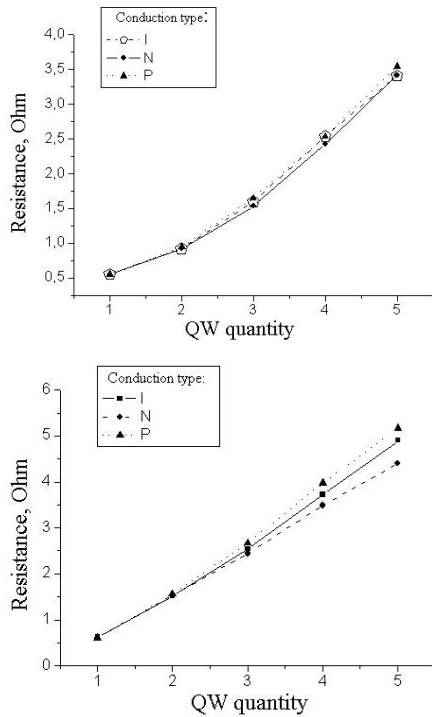 Conduction type:
I
N
P
4,0
3,5
3,0
2,5
2,0
1,5
1,0
0,5
Resistance, Ohm
1 2 3 4 5
QW quantity
Conduction type:
I
N
P
6
5
4
3
2
1
0
Resistance, Ohm
1 2 3 4 5
QW quantity